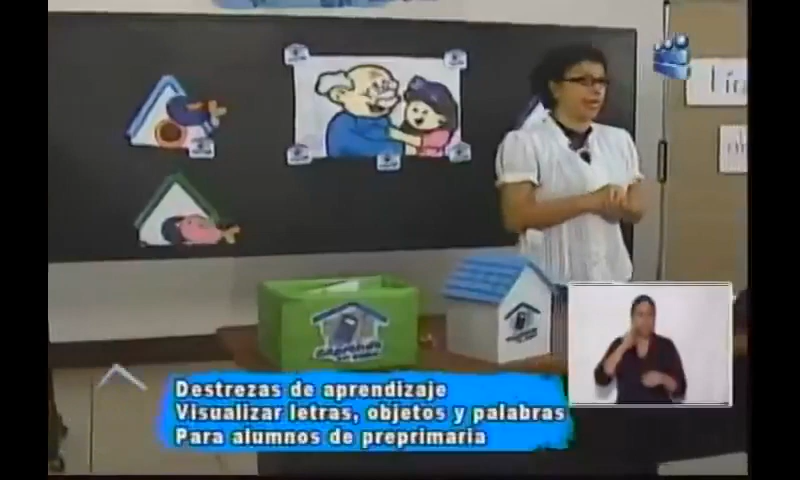 Destrezas de aprendizaje
Visualizar letras, objetos y palabras
Para alumnos de preprimaria